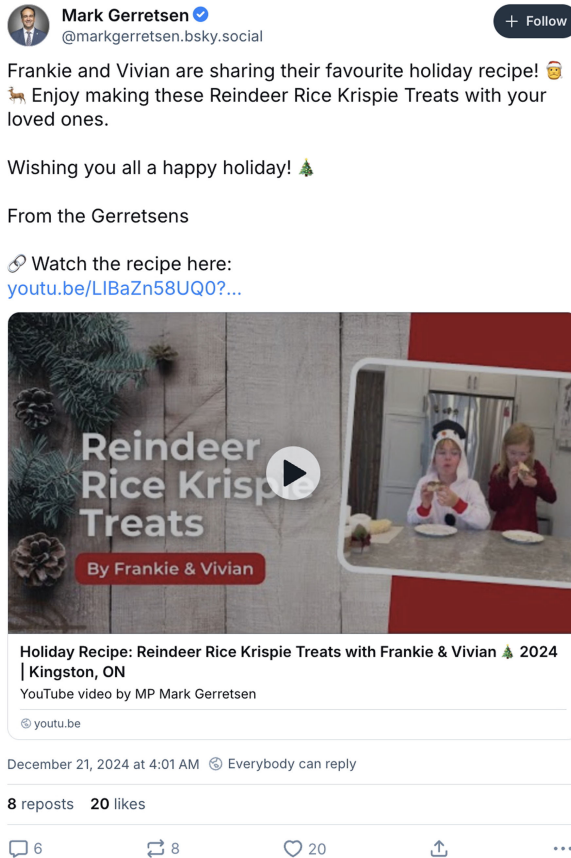 Mark Gerretsen
@markgerretsen.bsky.social
+ Follow
Frankie and Vivian are sharing their favourite holiday recipe! 🎅
🦌 Enjoy making these Reindeer Rice Krispie Treats with your
loved ones.
Wishing you all a happy holiday! 🎄
From the Gerretsens
🔗 Watch the recipe here:
youtu.be/LIBaZn58UQ0?...
Reindeer
Rice Krispie
Treats
By Frankie & Vivian
Holiday Recipe: Reindeer Rice Krispie Treats with Frankie & Vivian 🎄 2024
| Kingston, ON
YouTube video by MP Mark Gerretsen
youtu.be
December 21, 2024 at 4:01 AM Everybody can reply
8 reposts 20 likes
6 8 20